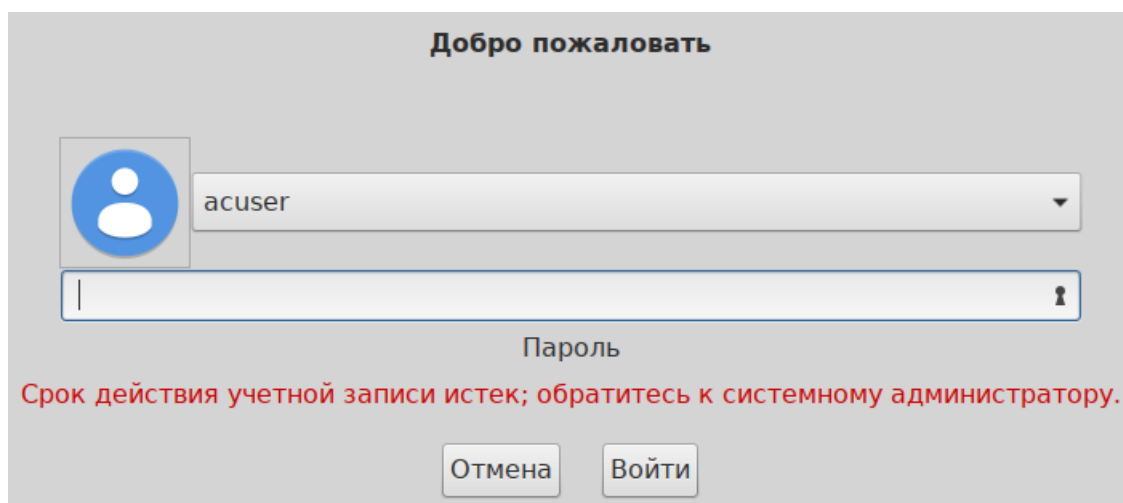 Добро пожаловать
acuser
Пароль
Срок действия учетной записи истек; обратитесь к системному администратору.
Отмена Войти